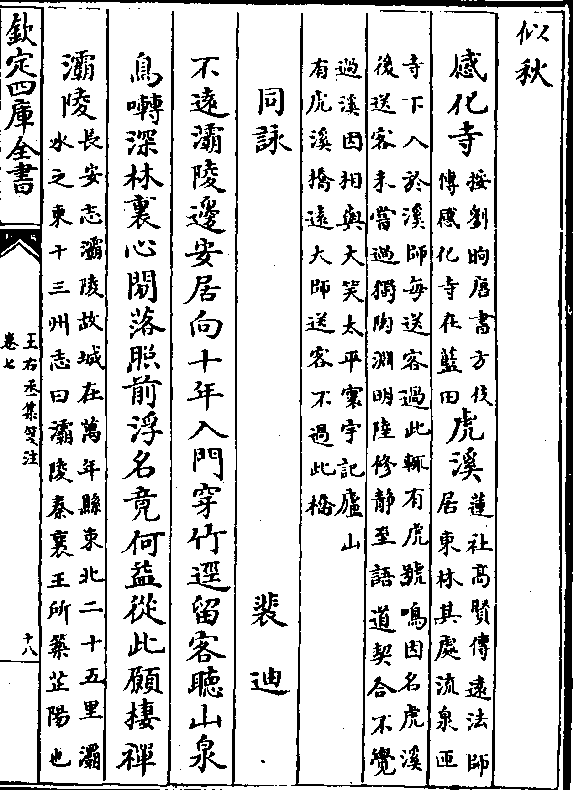 似秋
感化寺按劉昫唐書方伎
傳感化寺在藍田虎溪蓮社髙賢傳遠法師
居東林其處流泉匝
寺下入於溪師每送客過此輒有虎號鳴因名虎溪
後送客未嘗過獨陶淵明陸修静至語道契合不覺
過溪因相與大笑太平寰宇記廬山
有虎溪橋遠大師送客不過此橋
同詠
裴迪
不逺灞陵邊安居向十年入門穿竹逕留客聽山泉
鳥囀深林裏心閒落照前浮名竟何益從此願棲禪
灞陵長安志灞陵故城在萬年縣東北二十五里灞
水之東十三州志曰灞陵秦襄王所築芷陽也
欽定四庫全書
王右丞集箋注
卷七
十八